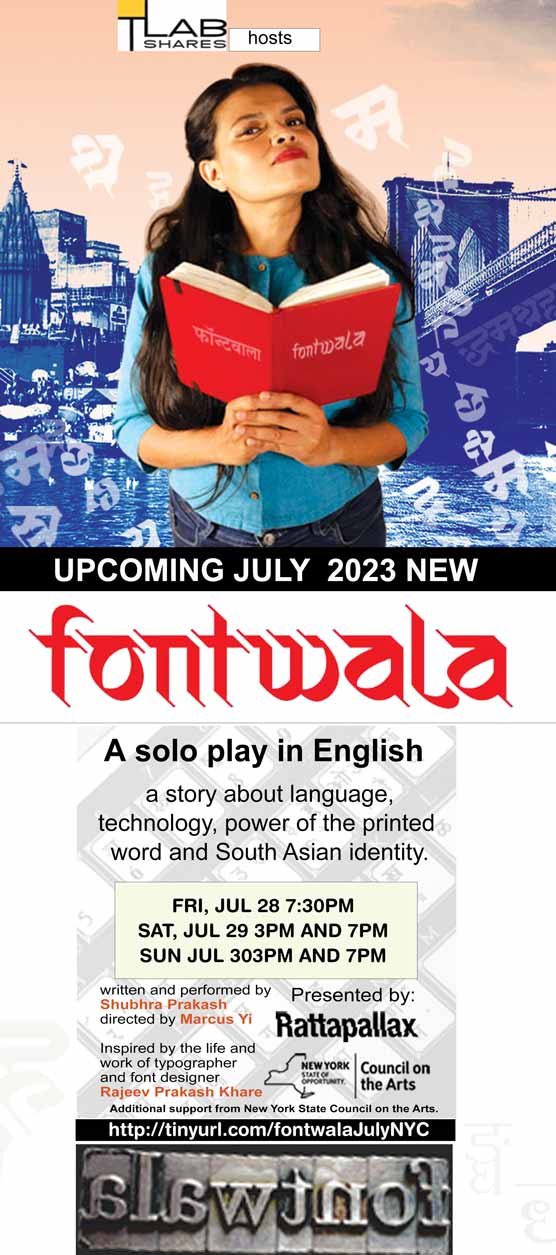 TLAB
SHARES
hosts
फॉन्टवाला
fontwala
UPCOMING JULY 2023 NEW
fontwala
A solo play in English
a story about language,
technology, power of the printed
word and South Asian identity.
FRI, JUL 28 7:30PM
SAT, JUL 29 3PM AND 7PM
SUN JUL 303PM AND 7PM
written and performed by
Shubhra Prakash
directed by Marcus Yi
Inspired by the life and
work of typographer
and font designer
Rajeev Prakash Khare
Presented by:
Rattapallax
NEW YORK
STATE OF
OPPORTUNITY.
Council on
the Arts
Additional support from New York State Council on the Arts.
http://tinyurl.com/fontwalaJulyNYC
fontwala